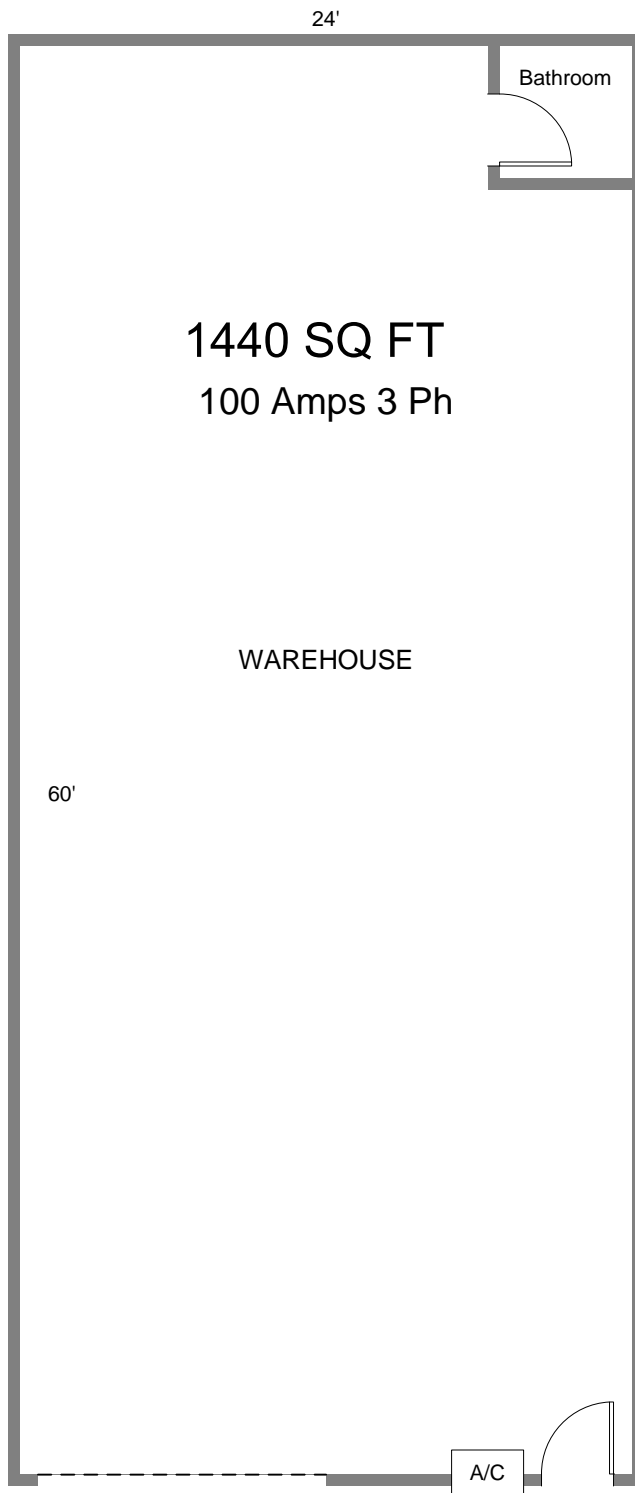 24'
Bathroom
1440 SQ FT
100 Amps 3 Ph
WAREHOUSE
60'
A/C